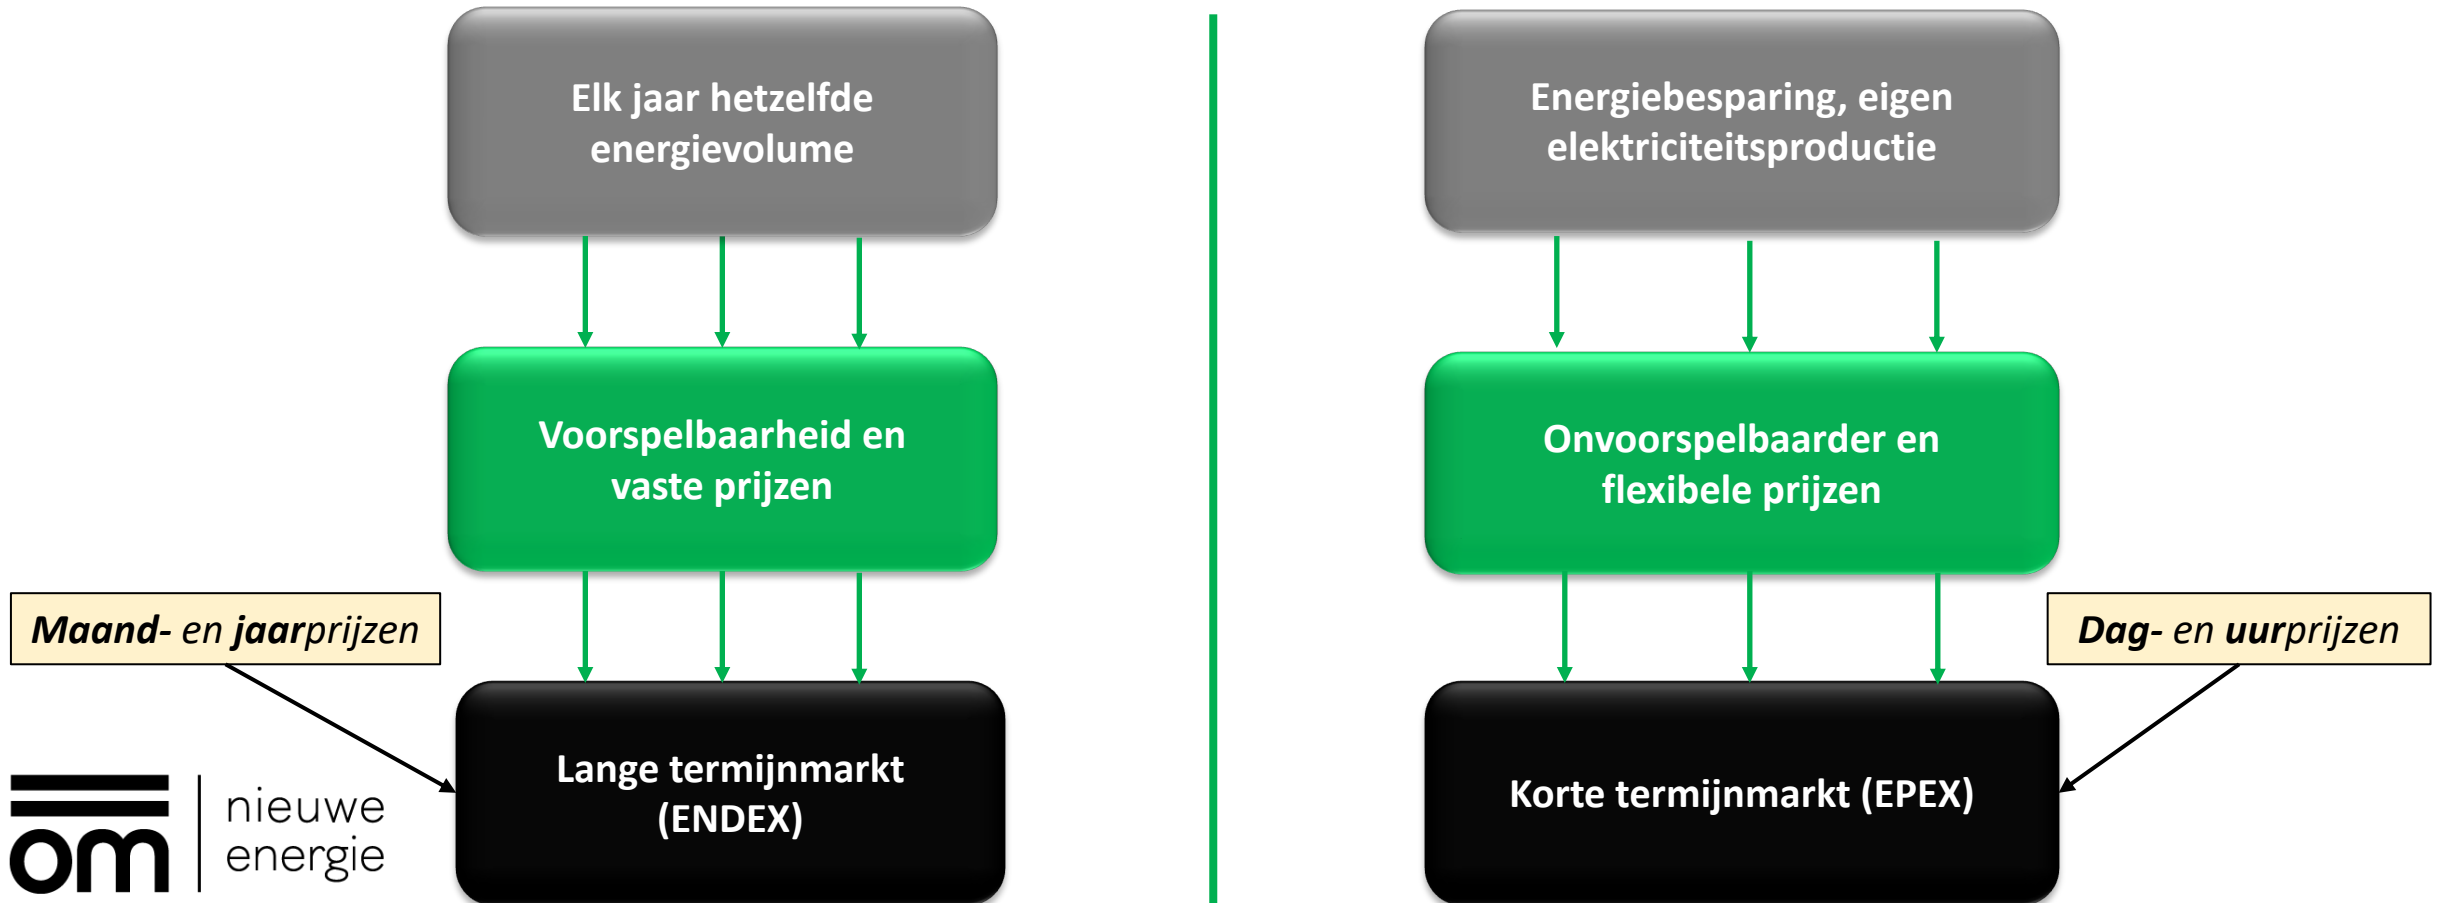 Elk jaar hetzelfde
energievolume
Voorspelbaarheid en
vaste prijzen
Maand- en jaarprijzen
Lange termijnmarkt
(ENDEX)
om
nieuwe
energie
Energiebesparing, eigen
elektriciteitsproductie
Onvoorspelbaarder en
flexibele prijzen
Dag- en uurprijzen
Korte termijnmarkt (EPEX)